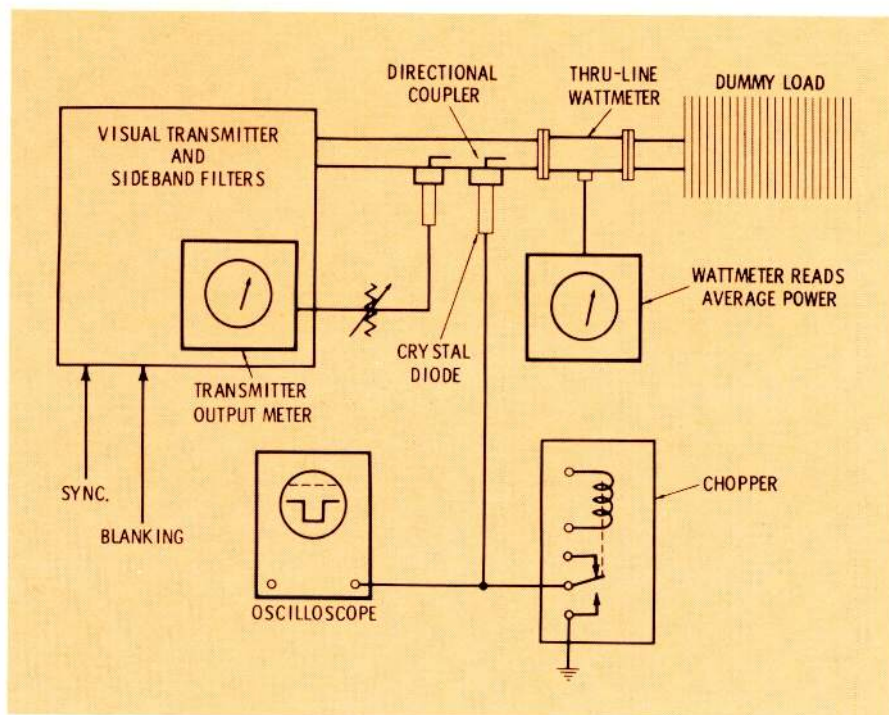 DIRECTIONAL
COUPLER
THRU-LINE
WATTMETER
DUMMY LOAD
VISUAL TRANSMITTER
AND
SIDEBAND FILTERS
WATTMETER READS
AVERAGE POWER
CRYSTAL
DIODE
TRANSMITTER
OUTPUT METER
SYNC.
BLANKING
OSCILLOSCOPE
CHOPPER